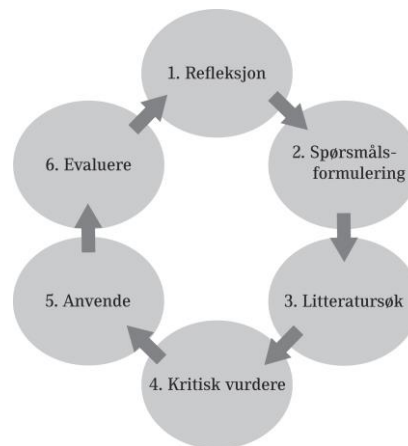 1. Refleksjon
2. Spørsmåls-
formulering
3. Litteratursøk
4. Kritisk vurdere
5. Anvende
6. Evaluere